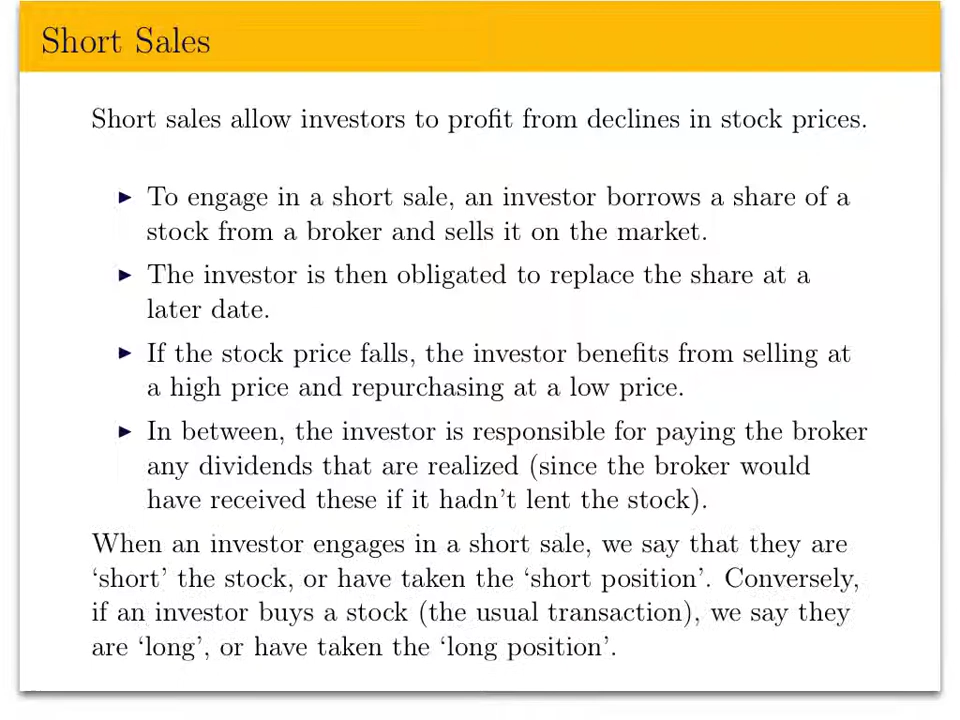 Short Sales
Short sales allow investors to profit from declines in stock prices.
▶ To engage in a short sale, an investor borrows a share of a
stock from a broker and sells it on the market.
▶ The investor is then obligated to replace the share at a
later date.
▶ If the stock price falls, the investor benefits from selling at
a high price and repurchasing at a low price.
▶ In between, the investor is responsible for paying the broker
any dividends that are realized (since the broker would
have received these if it hadn't lent the stock).
When an investor engages in a short sale, we say that they are
‘short’ the stock, or have taken the ‘short position’. Conversely,
if an investor buys a stock (the usual transaction), we say they
are ‘long’, or have taken the ‘long position’.